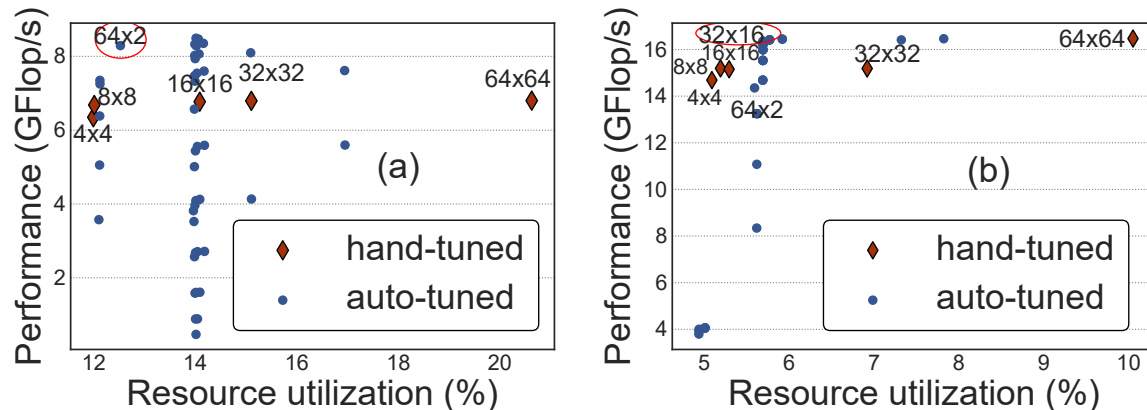 Performance (GFlop/s)
8
6
4
2
64x2
8x8
4x4
16x16
32x32
64x64
(a)
hand-tuned
auto-tuned
12
14
16
18
20
Resource utilization (%)
Performance (GFlop/s)
16
14
12
10
16
6
4
32x16
16x16
8x8
4x4
64x2
32x32
64x64
(b)
hand-tuned
auto-tuned
5
6
7
8
9
10
Resource utilization (%)